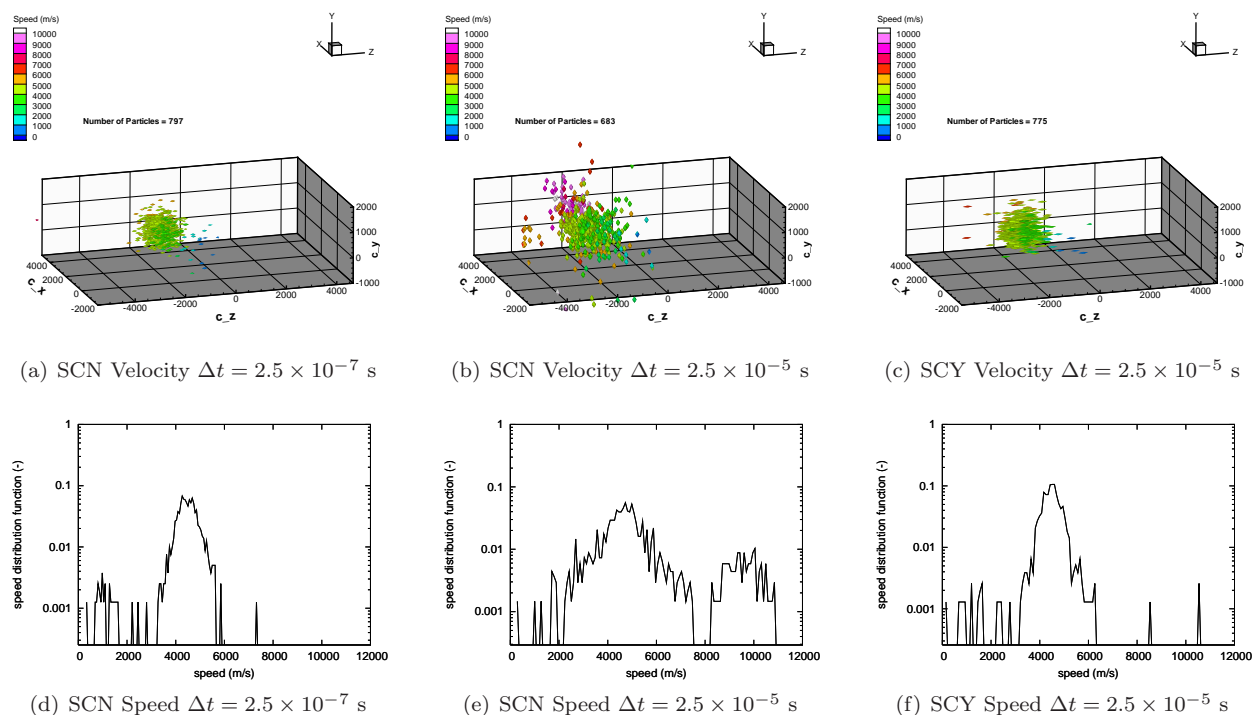 Speed (m/s)
10000
9000
8000
7000
6000
5000
4000
3000
2000
1000
0
Y
X
Z
Number of Particles = 797
4000
2000
0
-2000
c_x
-4000
-2000
0
2000
4000
c_z
2000
1000
0
-1000
c_y
(a) SCN Velocity Δt = 2.5 × 10⁻⁷ s
Speed (m/s)
10000
9000
8000
7000
6000
5000
4000
3000
2000
1000
0
Y
X
Z
Number of Particles = 683
4000
2000
0
-2000
c_x
-4000
-2000
0
2000
4000
c_z
2000
1000
0
-1000
c_y
(b) SCN Velocity Δt = 2.5 × 10⁻⁵ s
Speed (m/s)
10000
9000
8000
7000
6000
5000
4000
3000
2000
1000
0
Y
X
Z
Number of Particles = 775
4000
2000
0
-2000
c_x
-4000
-2000
0
2000
4000
c_z
2000
1000
0
-1000
c_y
(c) SCY Velocity Δt = 2.5 × 10⁻⁵ s
speed distribution function (-)
1
0.1
0.01
0.001
0 2000 4000 6000 8000 10000 12000
speed (m/s)
(d) SCN Speed Δt = 2.5 × 10⁻⁷ s
speed distribution function (-)
1
0.1
0.01
0.001
0 2000 4000 6000 8000 10000 12000
speed (m/s)
(e) SCN Speed Δt = 2.5 × 10⁻⁵ s
speed distribution function (-)
1
0.1
0.01
0.001
0 2000 4000 6000 8000 10000 12000
speed (m/s)
(f) SCY Speed Δt = 2.5 × 10⁻⁵ s